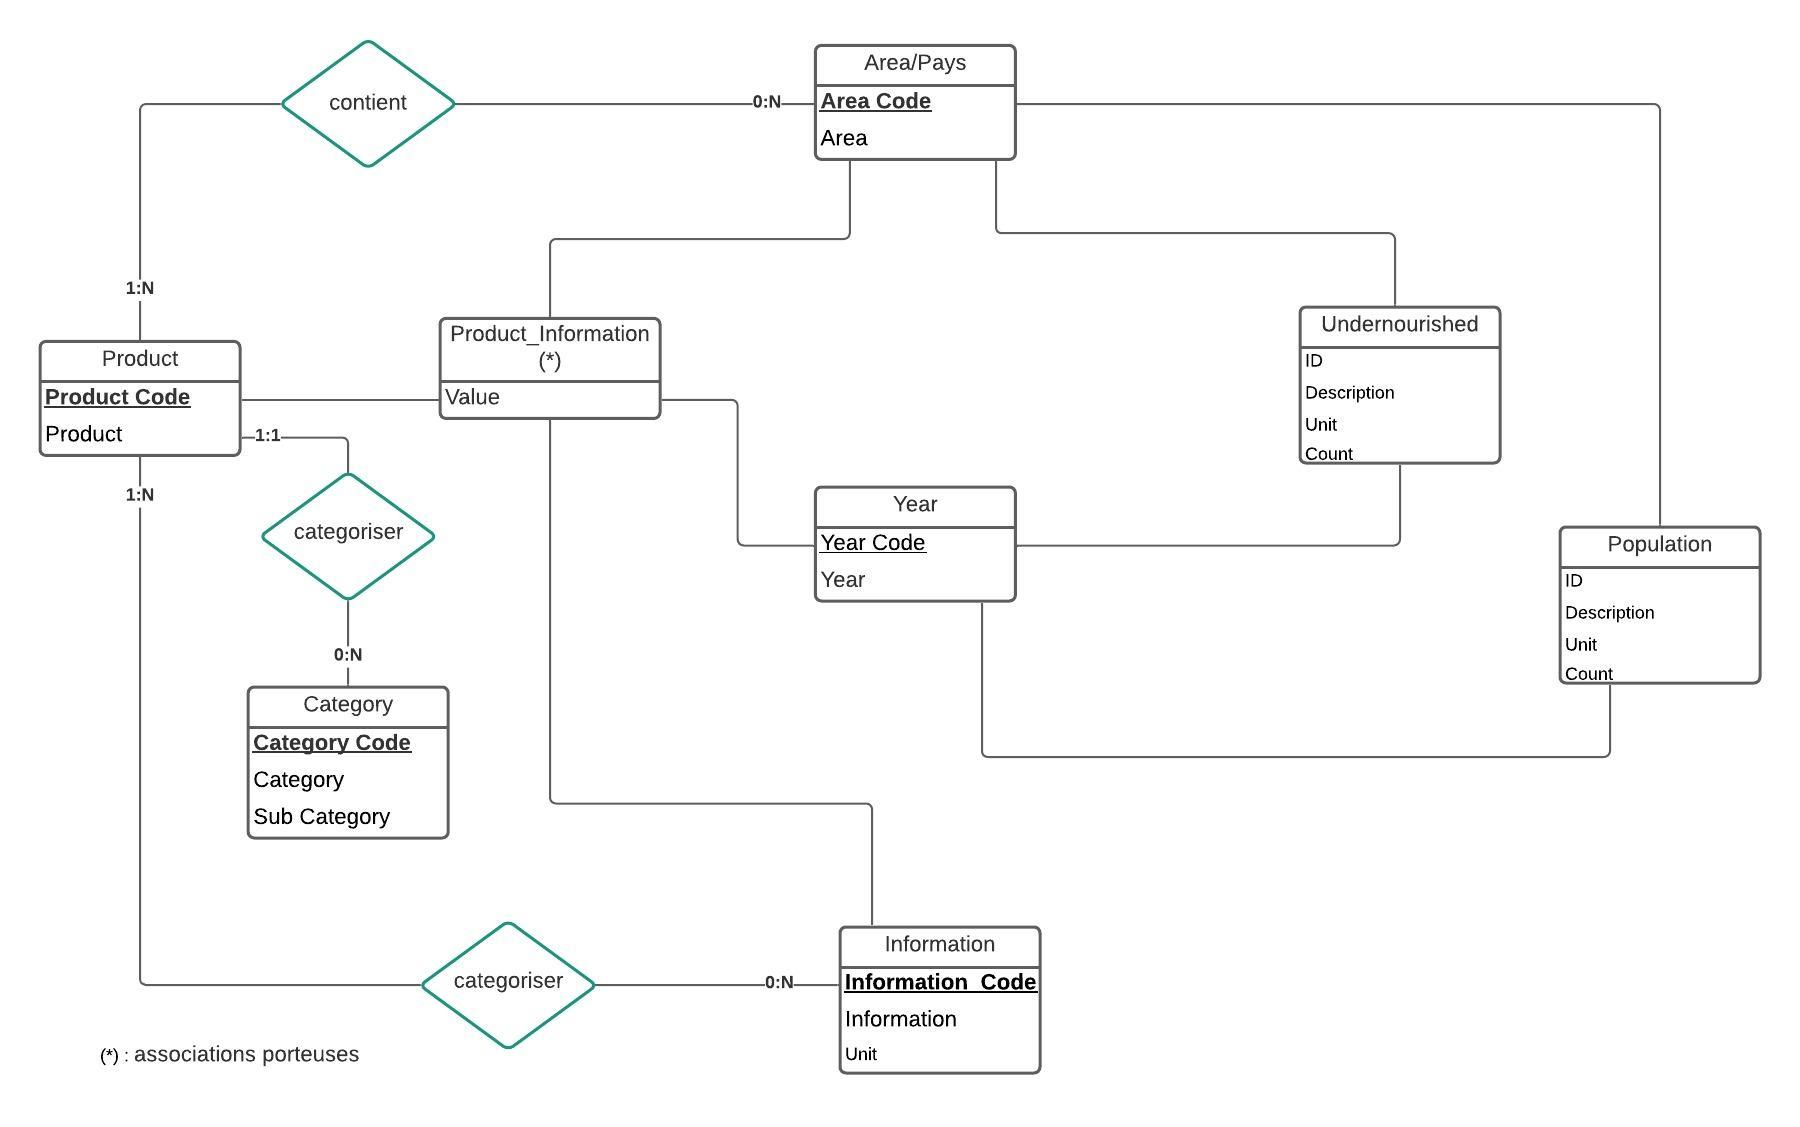 contient
0:N
Area/Pays
Area Code
Area
1:N
Product
Product Code
Product
1:1
1:N
Product_Information
(*)
Value
Undernourished
ID
Description
Unit
Count
categoriser
Year
Year Code
Year
Population
ID
Description
Unit
Count
0:N
Category
Category Code
Category
Sub Category
categoriser
0:N
Information
Information_Code
Information
Unit
(*) : associations porteuses